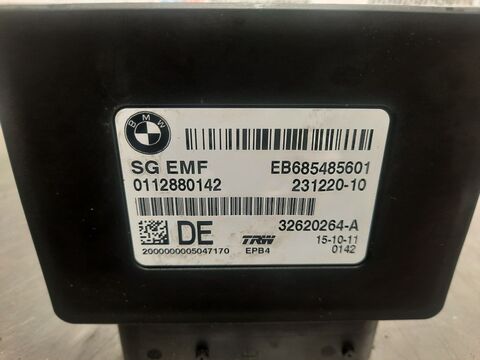 BMW
SG EMF EB685485601
0112880142 231220-10
DE TRW 32620264-A
EPB4 15-10-11
2000000005047170 0142